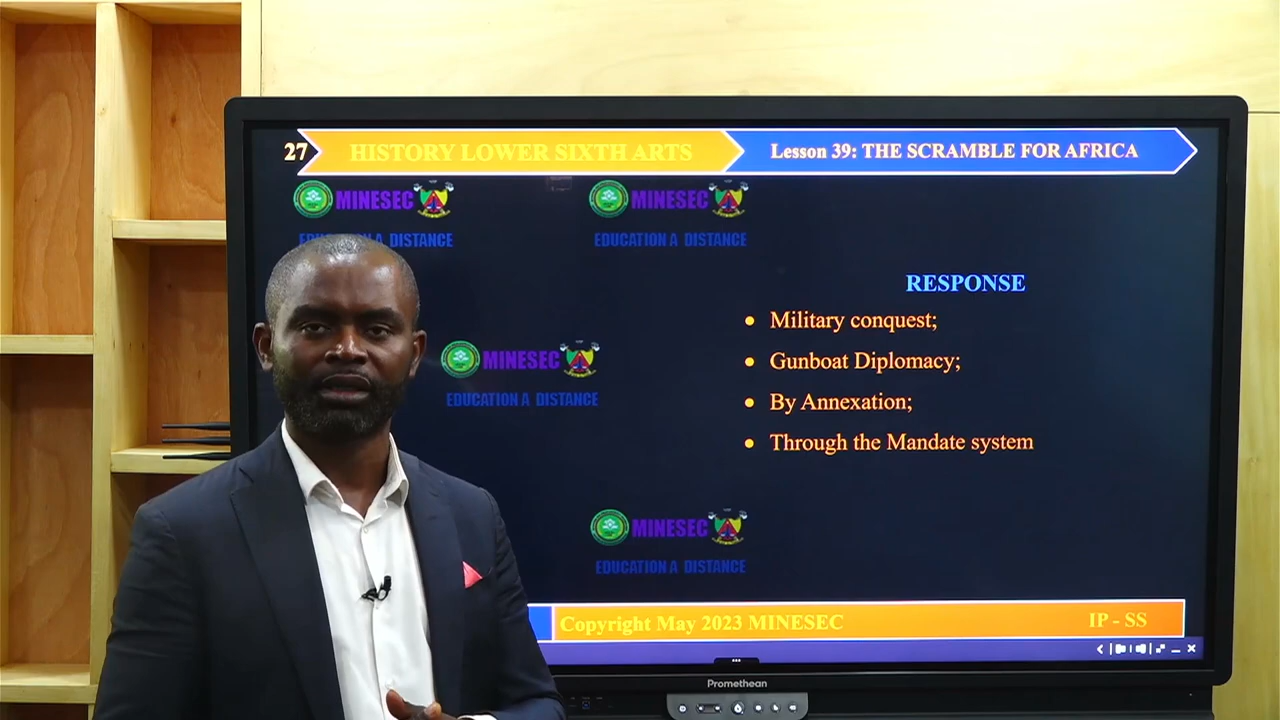 27 HISTORY LOWER SIXTH ARTS Lesson 39: THE SCRAMBLE FOR AFRICA
MINESEC MINESEC
EDUCATION A DISTANCE EDUCATION A DISTANCE
RESPONSE
• Military conquest;
• Gunboat Diplomacy;
MINESEC
EDUCATION A DISTANCE
• By Annexation;
• Through the Mandate system
MINESEC
EDUCATION A DISTANCE
Copyright May 2023 MINESEC IP - SS
Promethean